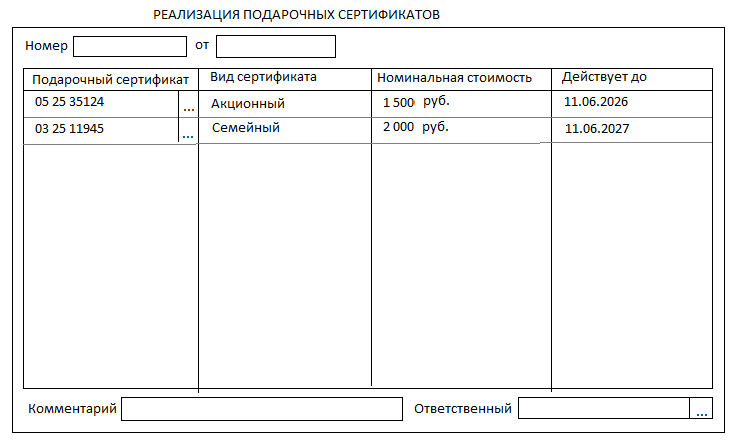 РЕАЛИЗАЦИЯ ПОДАРОЧНЫХ СЕРТИФИКАТОВ
Номер от
Подарочный сертификат Вид сертификата Номинальная стоимость Действует до
05 25 35124 ... Акционный 1 500 руб. 11.06.2026
03 25 11945 ... Семейный 2 000 руб. 11.06.2027
Комментарий Ответственный ...